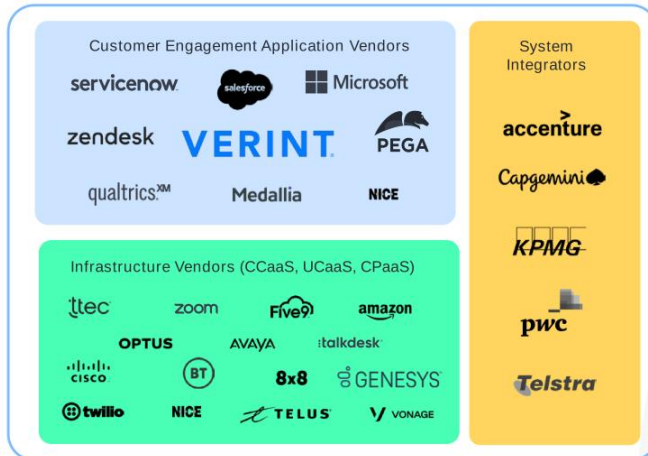 Customer Engagement Application Vendors
servicenow
salesforce
Microsoft
zendesk
VERINT
PEGA
qualtrics.XM
Medallia
NICE
Infrastructure Vendors (CCaaS, UCaaS, CPaaS)
ttec
zoom
Five9
amazon
OPTUS
AVAYA
talkdesk
CISCO
BT
8x8
GENESYS
twilio
NICE
TELUS
VONAGE
System
Integrators
accenture
Capgemini
KPMG
pwc
Telstra